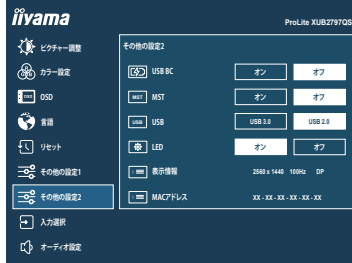 iiyama
ProLite XUB2797QS
ピクチャー調整
カラー設定
OSD OSD
言語
リセット
その他の設定1
その他の設定2
入力選択
オーディオ設定
その他の設定2
USB BC オン オフ
MST MST オン オフ
USB USB USB 3.0 USB 2.0
LED オン オフ
表示情報 2560 x 1440 100Hz DP
MACアドレス XX - XX - XX - XX - XX - XX